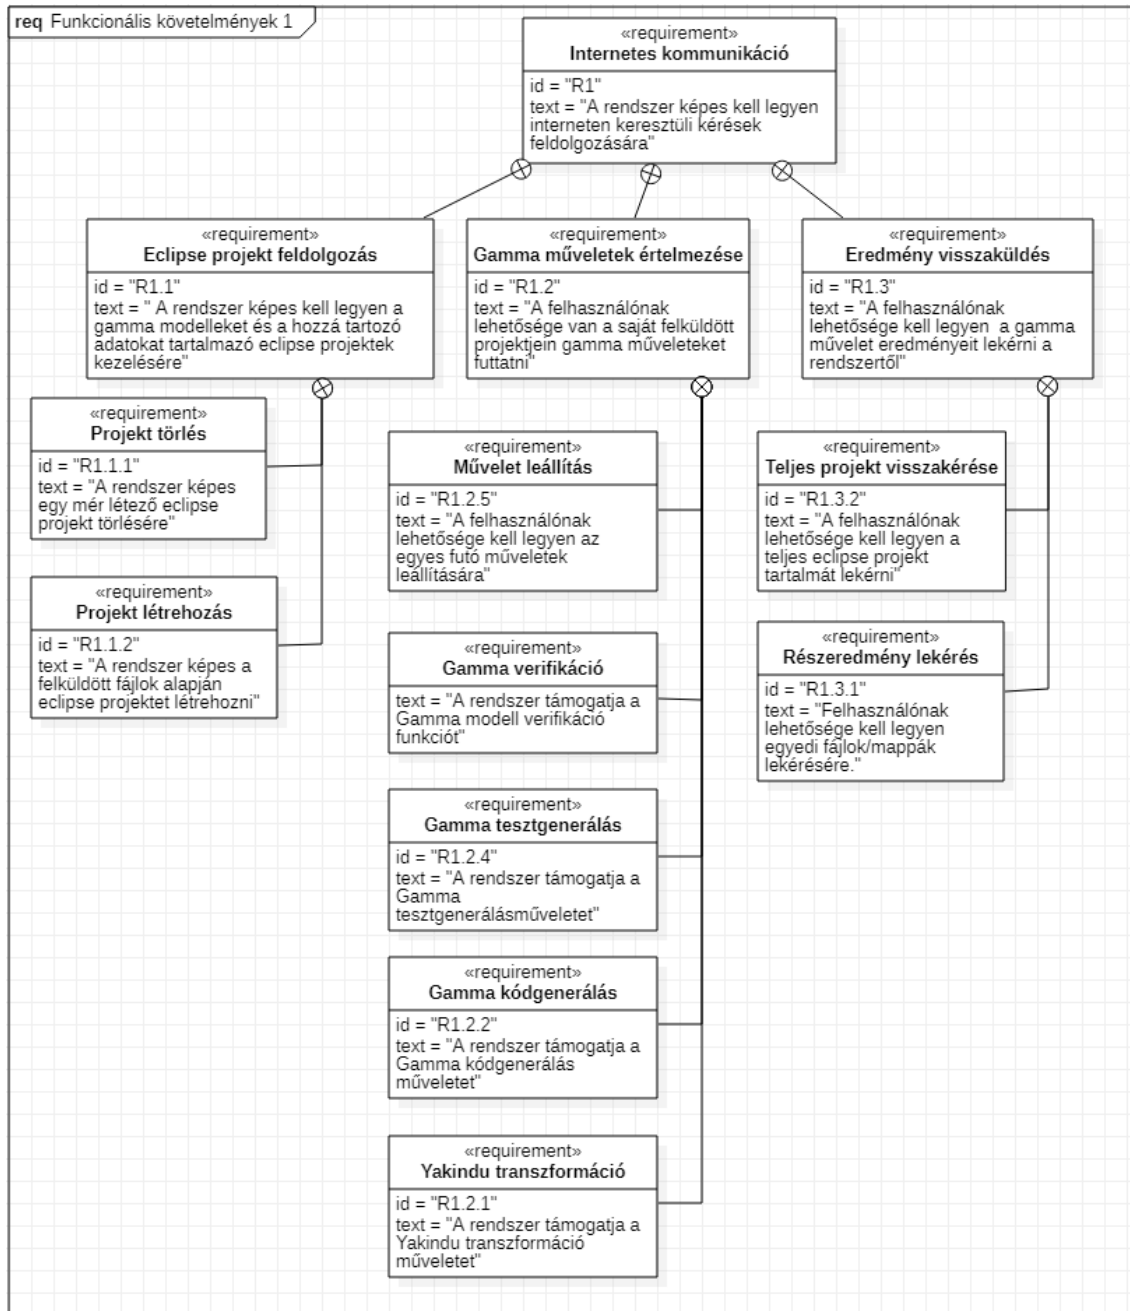 req Funkcionális követelmények 1
«requirement»
Internetes kommunikáció
id = "R1"
text = "A rendszer képes kell legyen
interneten keresztüli kérések
feldolgozására"
«requirement»
Eclipse projekt feldolgozás
id = "R1.1"
text = " A rendszer képes kell legyen a
gamma modelleket és a hozzá tartozó
adatokat tartalmazó eclipse projektek
kezelésére"
«requirement»
Gamma műveletek értelmezése
id = "R1.2"
text = "A felhasználónak
lehetősége van a saját felküldött
projektjein gamma műveleteket
futtatni"
«requirement»
Eredmény visszaküldés
id = "R1.3"
text = "A felhasználónak
lehetősége kell legyen  a gamma
művelet eredményeit lekérni a
rendszertől"
«requirement»
Projekt törlés
id = "R1.1.1"
text = "A rendszer képes
egy mér létező eclipse
projekt törlésére"
«requirement»
Projekt létrehozás
id = "R1.1.2"
text = "A rendszer képes a
felküldött fájlok alapján
eclipse projektet létrehozni"
«requirement»
Művelet leállítás
id = "R1.2.5"
text = "A felhasználónak
lehetősége kell legyen az
egyes futó műveletek
leállítására"
«requirement»
Gamma verifikáció
text = "A rendszer támogatja a
Gamma modell verifikáció
funkciót"
«requirement»
Gamma tesztgenerálás
id = "R1.2.4"
text = "A rendszer támogatja a
Gamma
tesztgenerálásműveletet"
«requirement»
Gamma kódgenerálás
id = "R1.2.2"
text = "A rendszer támogatja a
Gamma kódgenerálás
műveletet"
«requirement»
Yakindu transzformáció
id = "R1.2.1"
text = "A rendszer támogatja a
Yakindu transzformáció
műveletet"
«requirement»
Teljes projekt visszakérése
id = "R1.3.2"
text = "A felhasználónak
lehetősége kell legyen a
teljes eclipse projekt
tartalmát lekérni"
«requirement»
Részeredmény lekérés
id = "R1.3.1"
text = "Felhasználónak
lehetősége kell legyen
egyedi fájlok/mappák
lekérésére."